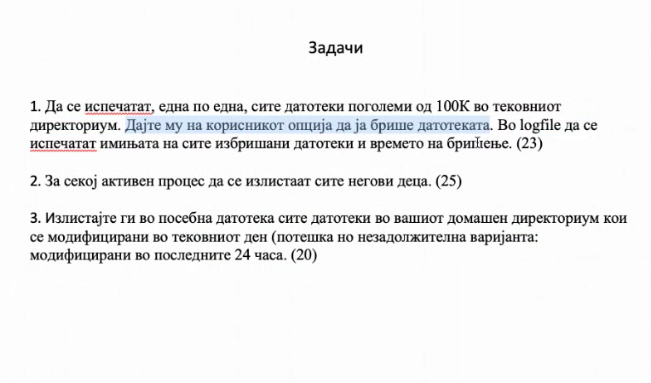 Задачи
1. Да се испечатат, една по една, сите датотеки поголеми од 100K во тековниот
директориум. Дајте му на корисникот опција да ја брише датотеката. Во logfile да се
испечатат имињата на сите избришани датотеки и времето на бришење. (23)
2. За секој активен процес да се излистаат сите негови деца. (25)
3. Излистајте ги во посебна датотека сите датотеки во вашиот домашен директориум кои
се модифицирани во тековниот ден (потешка но незадолжителна варијанта:
модифицирани во последните 24 часа. (20)